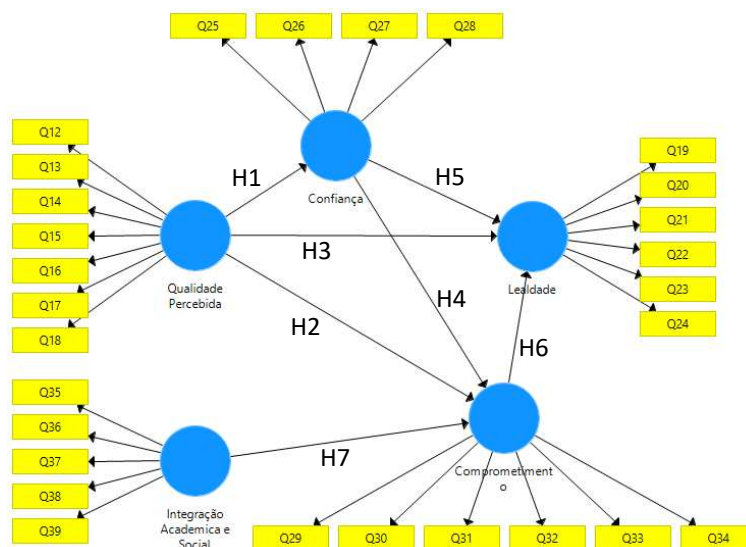 Q25
Q26
Q27
Q28
Q12
Q13
Q14
Q15
Q16
Q17
Q18
H1
Confiança
H5
Q19
Q20
Q21
Q22
Q23
Q24
H3
Qualidade
Percebida
Lealdade
H4
H2
H6
Q35
Q36
Q37
Q38
Q39
H7
Integração
Academica e
Social
Comprometiment
o
Q29
Q30
Q31
Q32
Q33
Q34